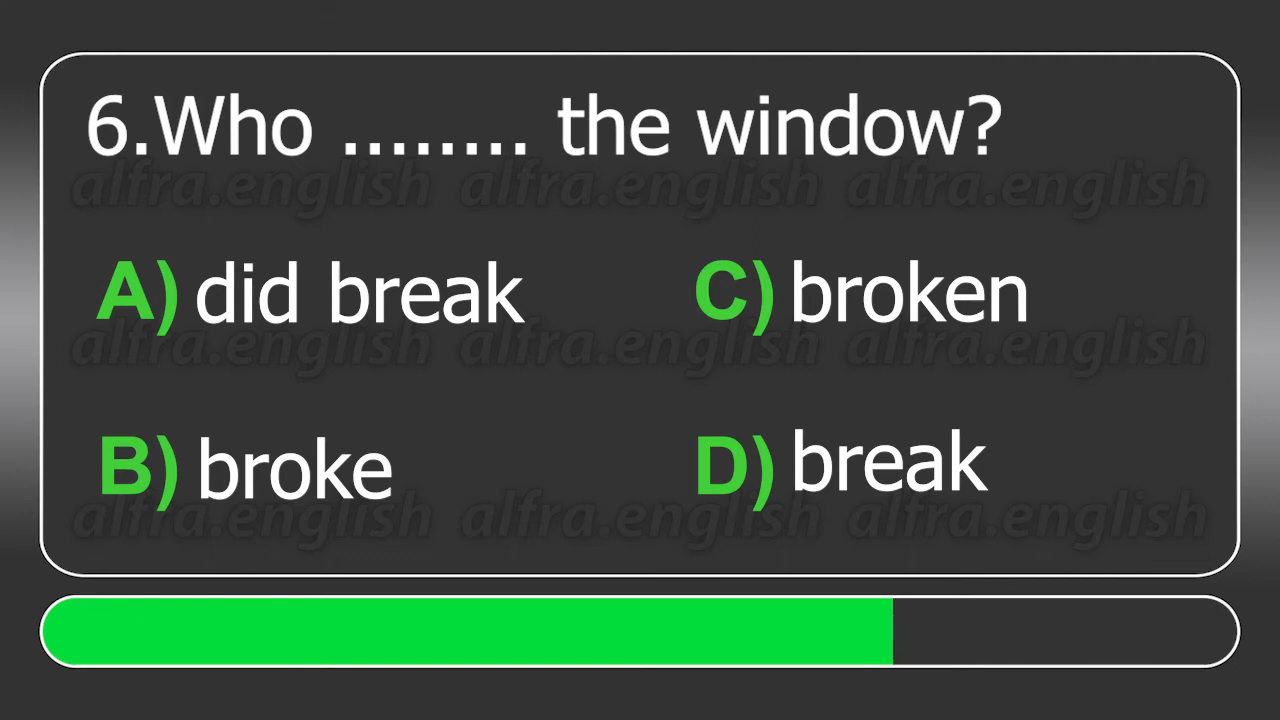 6.Who ........ the window?
alfra.english alfra.english alfra.english
A) did break
C) broken
alfra.english alfra.english alfra.english
B) broke
D) break
alfra.english alfra.english alfra.english